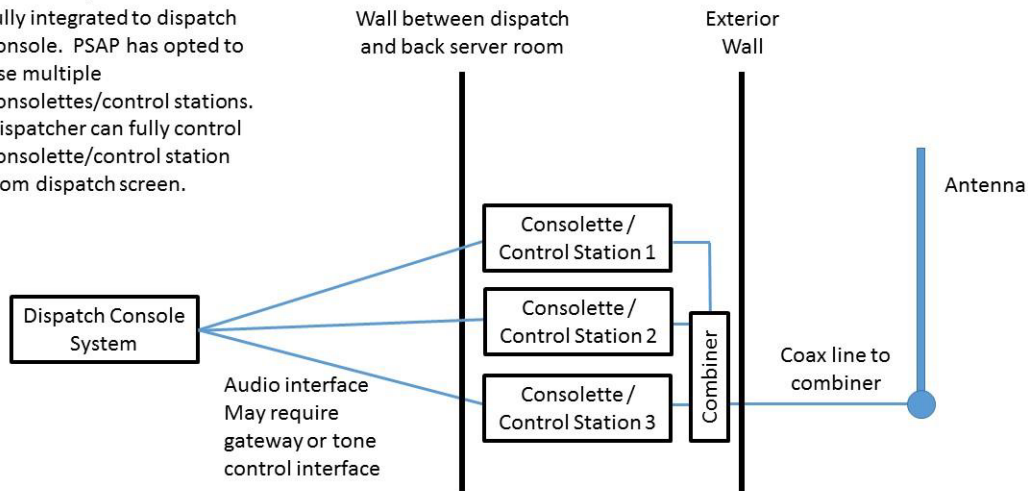 ully integrated to dispatch
onsole. PSAP has opted to
se multiple
onsolettes/control stations.
ispatcher can fully control
onsolette/control station
om dispatch screen.
Wall between dispatch
and back server room
Exterior
Wall
Antenna
Consolette /
Control Station 1
Consolette /
Control Station 2
Consolette /
Control Station 3
Combiner
Dispatch Console
System
Coax line to
combiner
Audio interface
May require
gateway or tone
control interface